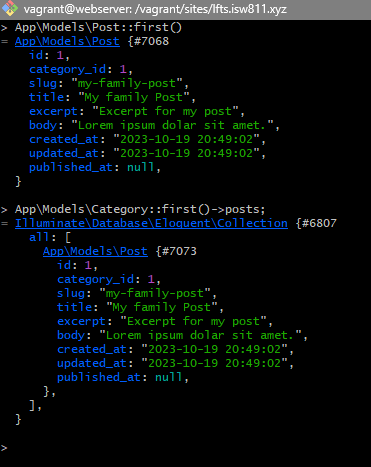 vagrant@webserver: /vagrant/sites/lfts.isw811.xyz
> App\Models\Post::first()
= App\Models\Post {#7068
id: 1,
category_id: 1,
slug: "my-family-post",
title: "My family Post",
excerpt: "Excerpt for my post",
body: "Lorem ipsum dolar sit amet.",
created_at: "2023-10-19 20:49:02",
updated_at: "2023-10-19 20:49:02",
published_at: null,
}
> App\Models\Category::first()->posts;
= Illuminate\Database\Eloquent\Collection {#6807
all: [
App\Models\Post {#7073
id: 1,
category_id: 1,
slug: "my-family-post",
title: "My family Post",
excerpt: "Excerpt for my post",
body: "Lorem ipsum dolar sit amet.",
created_at: "2023-10-19 20:49:02",
updated_at: "2023-10-19 20:49:02",
published_at: null,
},
],
}
>